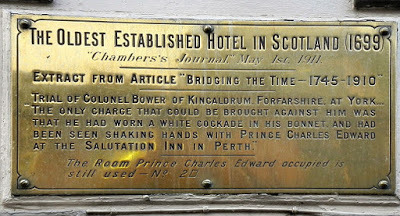 THE OLDEST ESTABLISHED HOTEL IN SCOTLAND (1699)
"Chambers's Journal" May 1st, 1911.
EXTRACT FROM ARTICLE "BRIDGING THE TIME – 1745-1910"
TRIAL OF COLONEL BOWER OF KINCALDRUM, FORFARSHIRE, AT YORK...
"THE ONLY CHARGE THAT COULD BE BROUGHT AGAINST HIM WAS
THAT HE HAD WORN A WHITE COCKADE IN HIS BONNET, AND HAD
BEEN SEEN SHAKING HANDS WITH PRINCE CHARLES EDWARD
AT THE SALUTATION INN IN PERTH."
The Room Prince Charles Edward occupied is
still used – No.